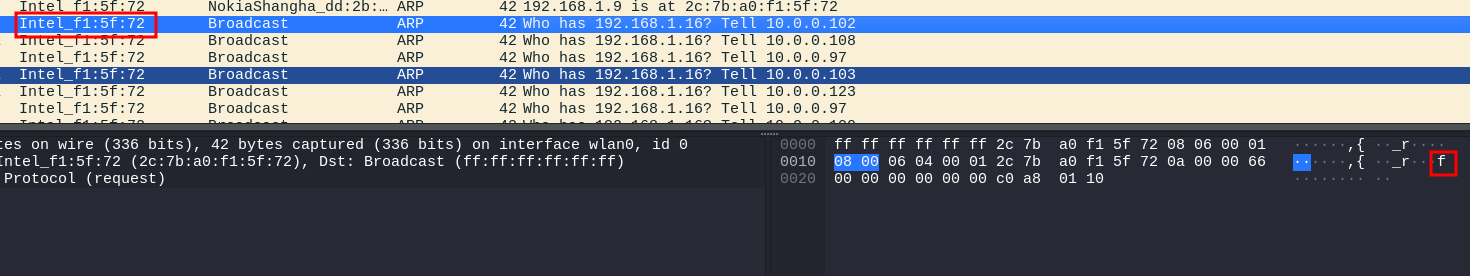 Intel_f1:5f:72 NokiaShangha_dd:2b:… ARP 42 192.168.1.9 is at 2c:7b:a0:f1:5f:72
Intel_f1:5f:72 Broadcast ARP 42 Who has 192.168.1.16? Tell 10.0.0.102
Intel_f1:5f:72 Broadcast ARP 42 Who has 192.168.1.16? Tell 10.0.0.108
Intel_f1:5f:72 Broadcast ARP 42 Who has 192.168.1.16? Tell 10.0.0.97
Intel_f1:5f:72 Broadcast ARP 42 Who has 192.168.1.16? Tell 10.0.0.103
Intel_f1:5f:72 Broadcast ARP 42 Who has 192.168.1.16? Tell 10.0.0.123
Intel_f1:5f:72 Broadcast ARP 42 Who has 192.168.1.16? Tell 10.0.0.97
tes on wire (336 bits), 42 bytes captured (336 bits) on interface wlan0, id 0
Intel_f1:5f:72 (2c:7b:a0:f1:5f:72), Dst: Broadcast (ff:ff:ff:ff:ff:ff)
Protocol (request)
0000 ff ff ff ff ff ff 2c 7b a0 f1 5f 72 08 06 00 01 ······,{ ··_r····
0010 08 00 06 04 00 01 2c 7b a0 f1 5f 72 0a 00 00 66 ······,{ ··_r···f
0020 00 00 00 00 00 00 c0 a8 01 10 ········ ··